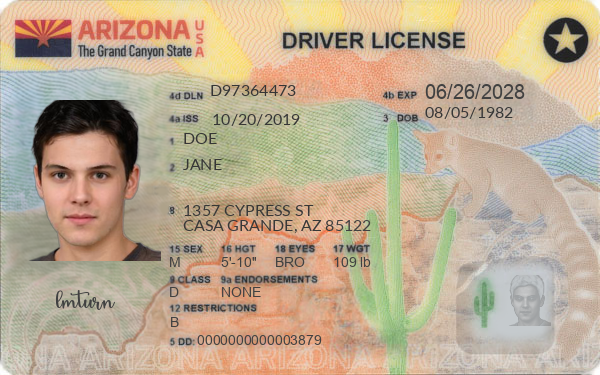 ARIZONA USA
The Grand Canyon State
DRIVER LICENSE
4d DLN D97364473
4b EXP 06/26/2028
4a ISS 10/20/2019
3 DOB 08/05/1982
1 DOE
2 JANE
8 1357 CYPRESS ST
CASA GRANDE, AZ 85122
15 SEX 16 HGT 18 EYES 17 WGT
M 5'-10" BRO 109 lb
9 CLASS 9a ENDORSEMENTS
D NONE
12 RESTRICTIONS
B
5 DD: 0000000000003879
ARIZONA ARIZONA ARIZONA ARIZONA